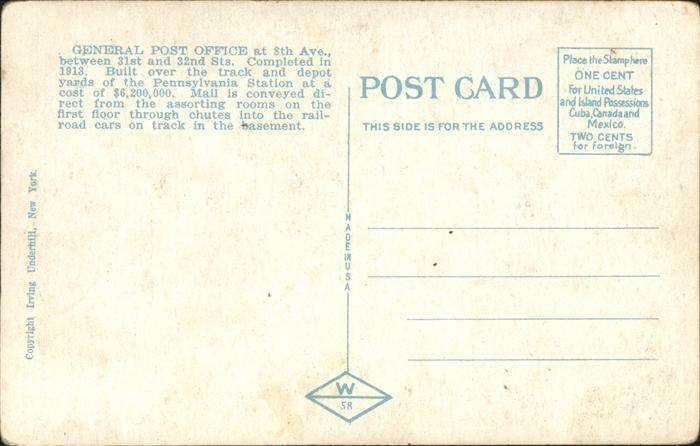 GENERAL POST OFFICE at 8th Ave.,
between 31st and 32nd Sts. Completed in
1913. Built over the track and depot
yards of the Pennsylvania Station at a
cost of $6,200,000. Mail is conveyed di-
rect from the assorting rooms on the
first floor through chutes into the rail-
road cars on track in the basement.
POST CARD
THIS SIDE IS FOR THE ADDRESS
Place the Stamp here
ONE CENT
For United States
and Island Possessions
Cuba, Canada and
Mexico.
TWO CENTS
for foreign.
Copyright Irving Underhill, New York.
MADE IN USA
W
58